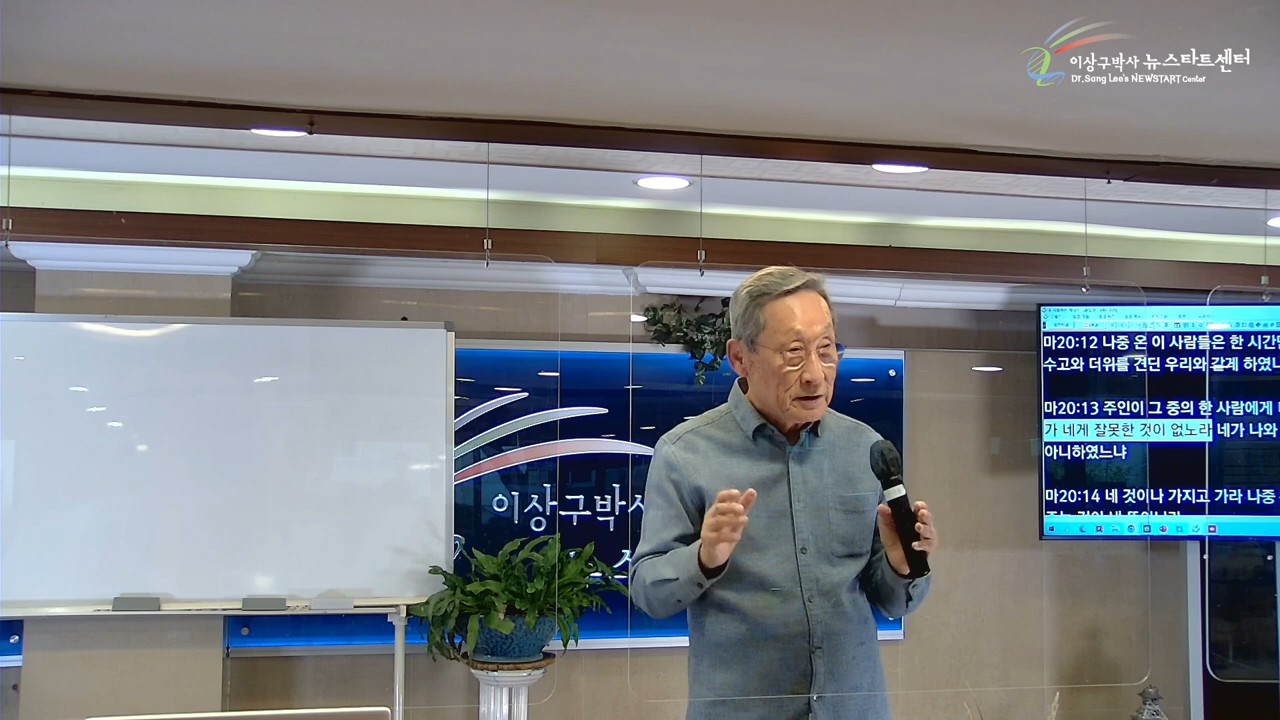 이상구박사 뉴스타트센터
Dr. Sang Lee's NEWSTART Center
이상구박사
마20:12 나중 온 이 사람들은 한 시간
수고와 더위를 견딘 우리와 같게 하였
마20:13 주인이 그 중의 한 사람에게
가 네게 잘못한 것이 없노라 네가 나와
아니하였느냐
마20:14 네 것이나 가지고 가라 나중